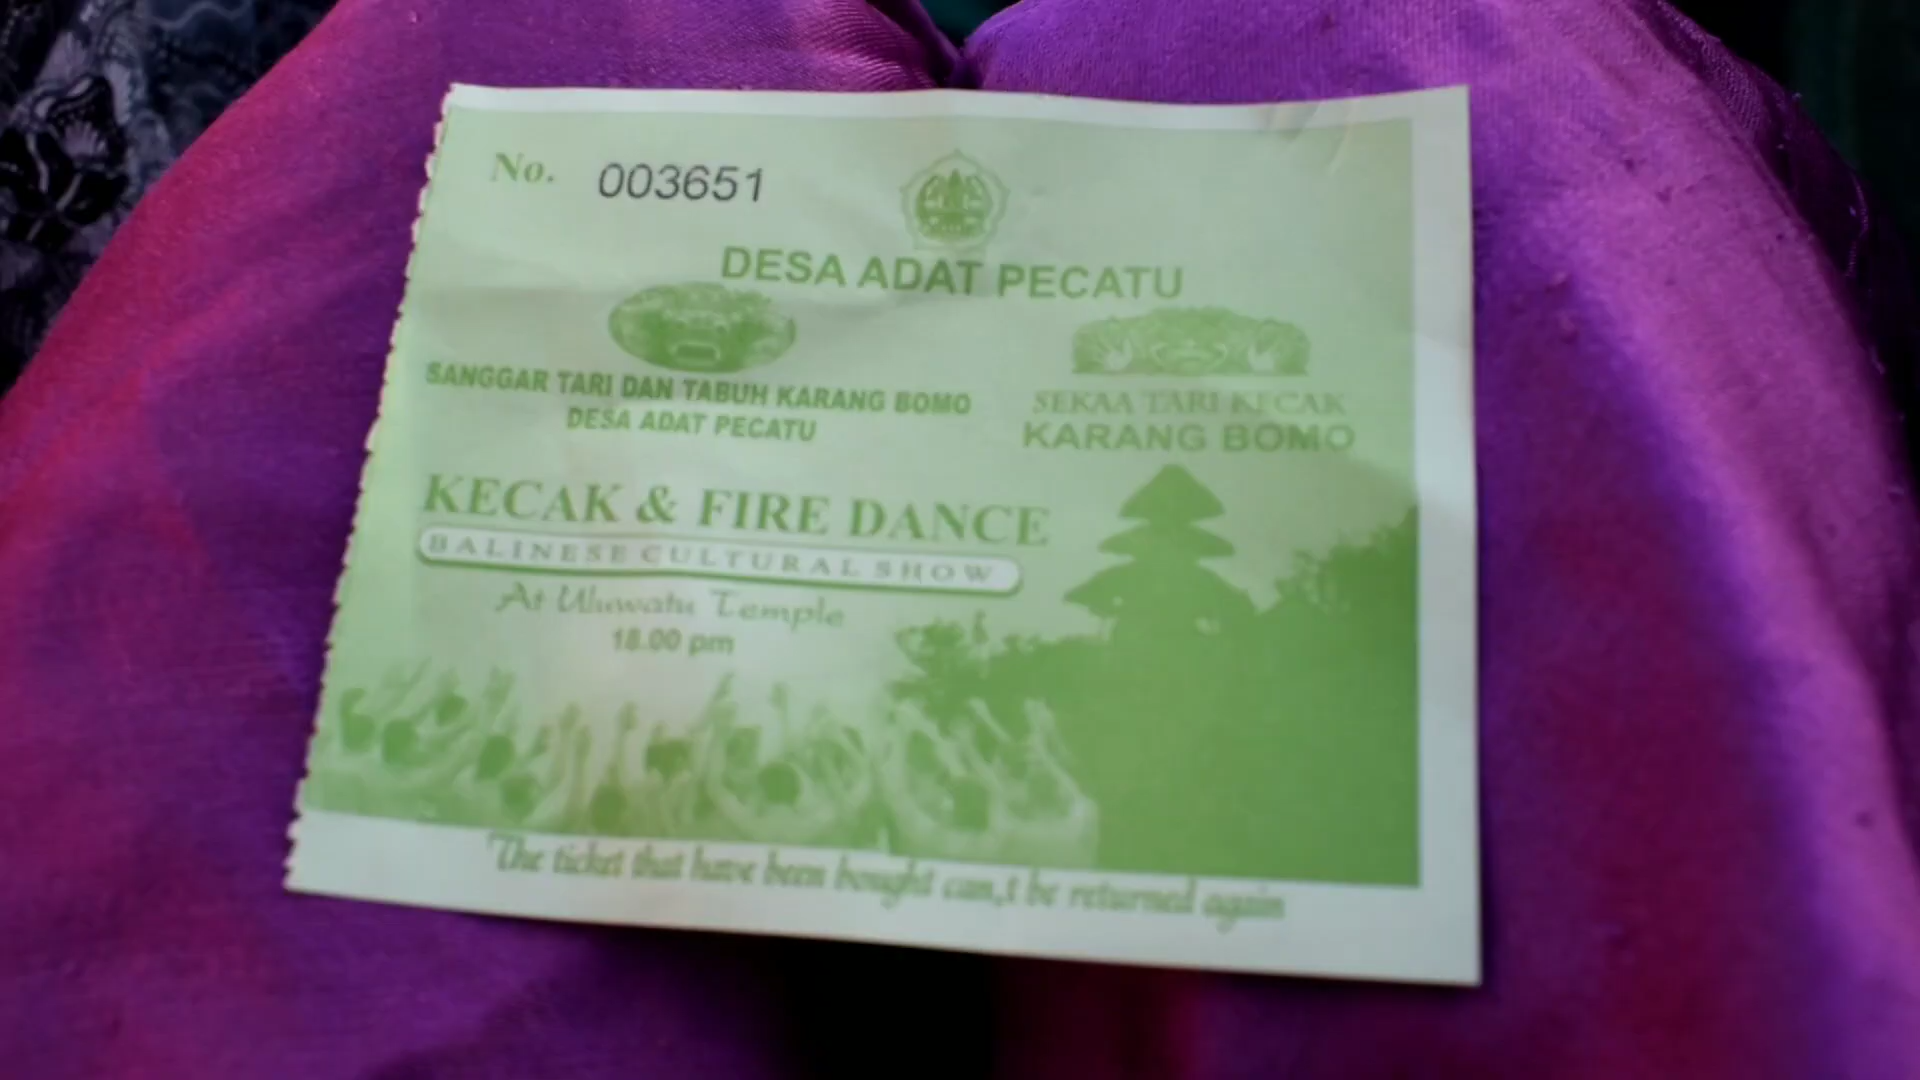 No. 003651
DESA ADAT PECATU
SANGGAR TARI DAN TABUH KARANG BOMO
DESA ADAT PECATU
SEKAA TARI KECAK
KARANG BOMO
KECAK & FIRE DANCE
BALINESE CULTURAL SHOW
At Uluwatu Temple
18.00 pm
The ticket that have been bought can,t be returned again